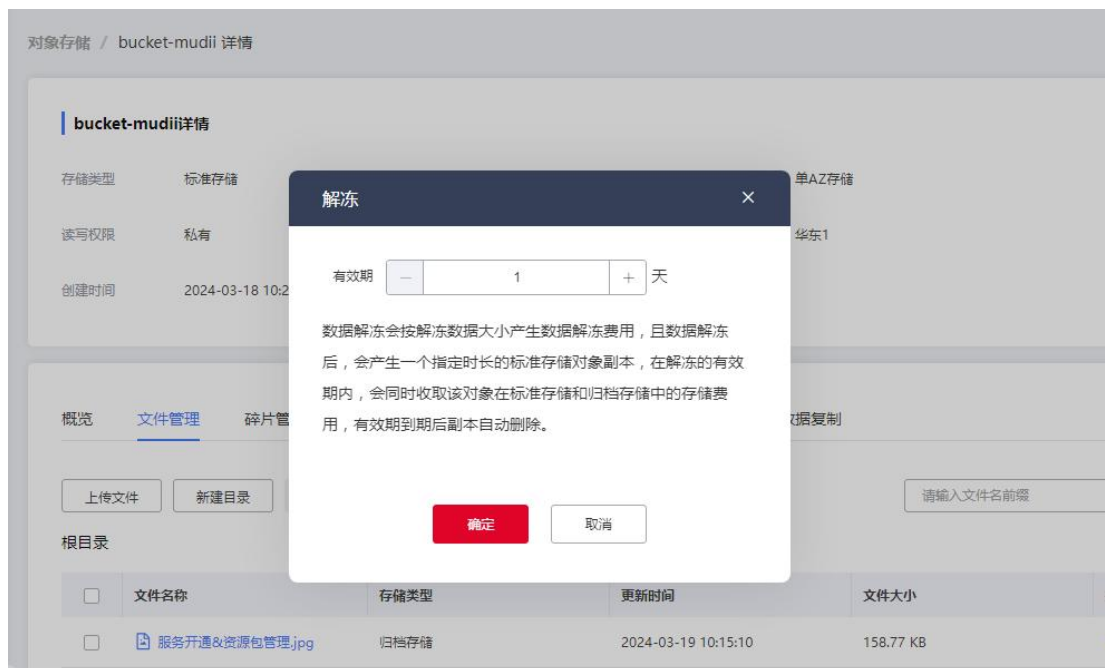 对象存储 / bucket-mudii 详情
bucket-mudii详情
存储类型 标准存储 单AZ存储
读写权限 私有 华东1
创建时间 2024-03-18 10:2
解冻
有效期 1 天
数据解冻会按解冻数据大小产生数据解冻费用，且数据解冻
后，会产生一个指定时长的标准存储对象副本，在解冻的有效
期内，会同时收取该对象在标准存储和归档存储中的存储费
用，有效期到期后副本自动删除。
确定 取消
概览 文件管理 碎片管 据复制
上传文件 新建目录 请输入文件名前缀
根目录
文件名称 存储类型 更新时间 文件大小
服务开通&资源包管理.jpg 归档存储 2024-03-19 10:15:10 158.77 KB